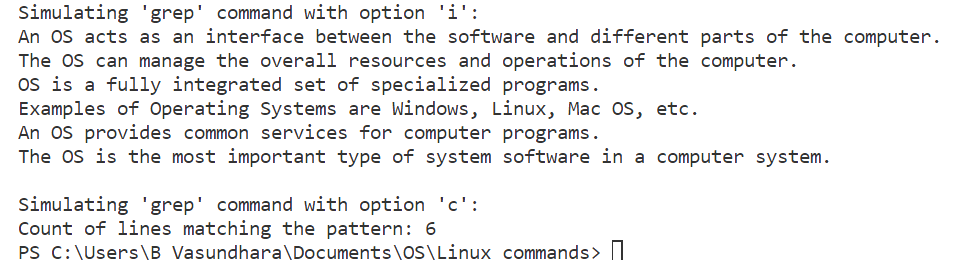 Simulating 'grep' command with option 'i':
An OS acts as an interface between the software and different parts of the computer.
The OS can manage the overall resources and operations of the computer.
OS is a fully integrated set of specialized programs.
Examples of Operating Systems are Windows, Linux, Mac OS, etc.
An OS provides common services for computer programs.
The OS is the most important type of system software in a computer system.

Simulating 'grep' command with option 'c':
Count of lines matching the pattern: 6
PS C:\Users\B Vasundhara\Documents\OS\Linux commands>